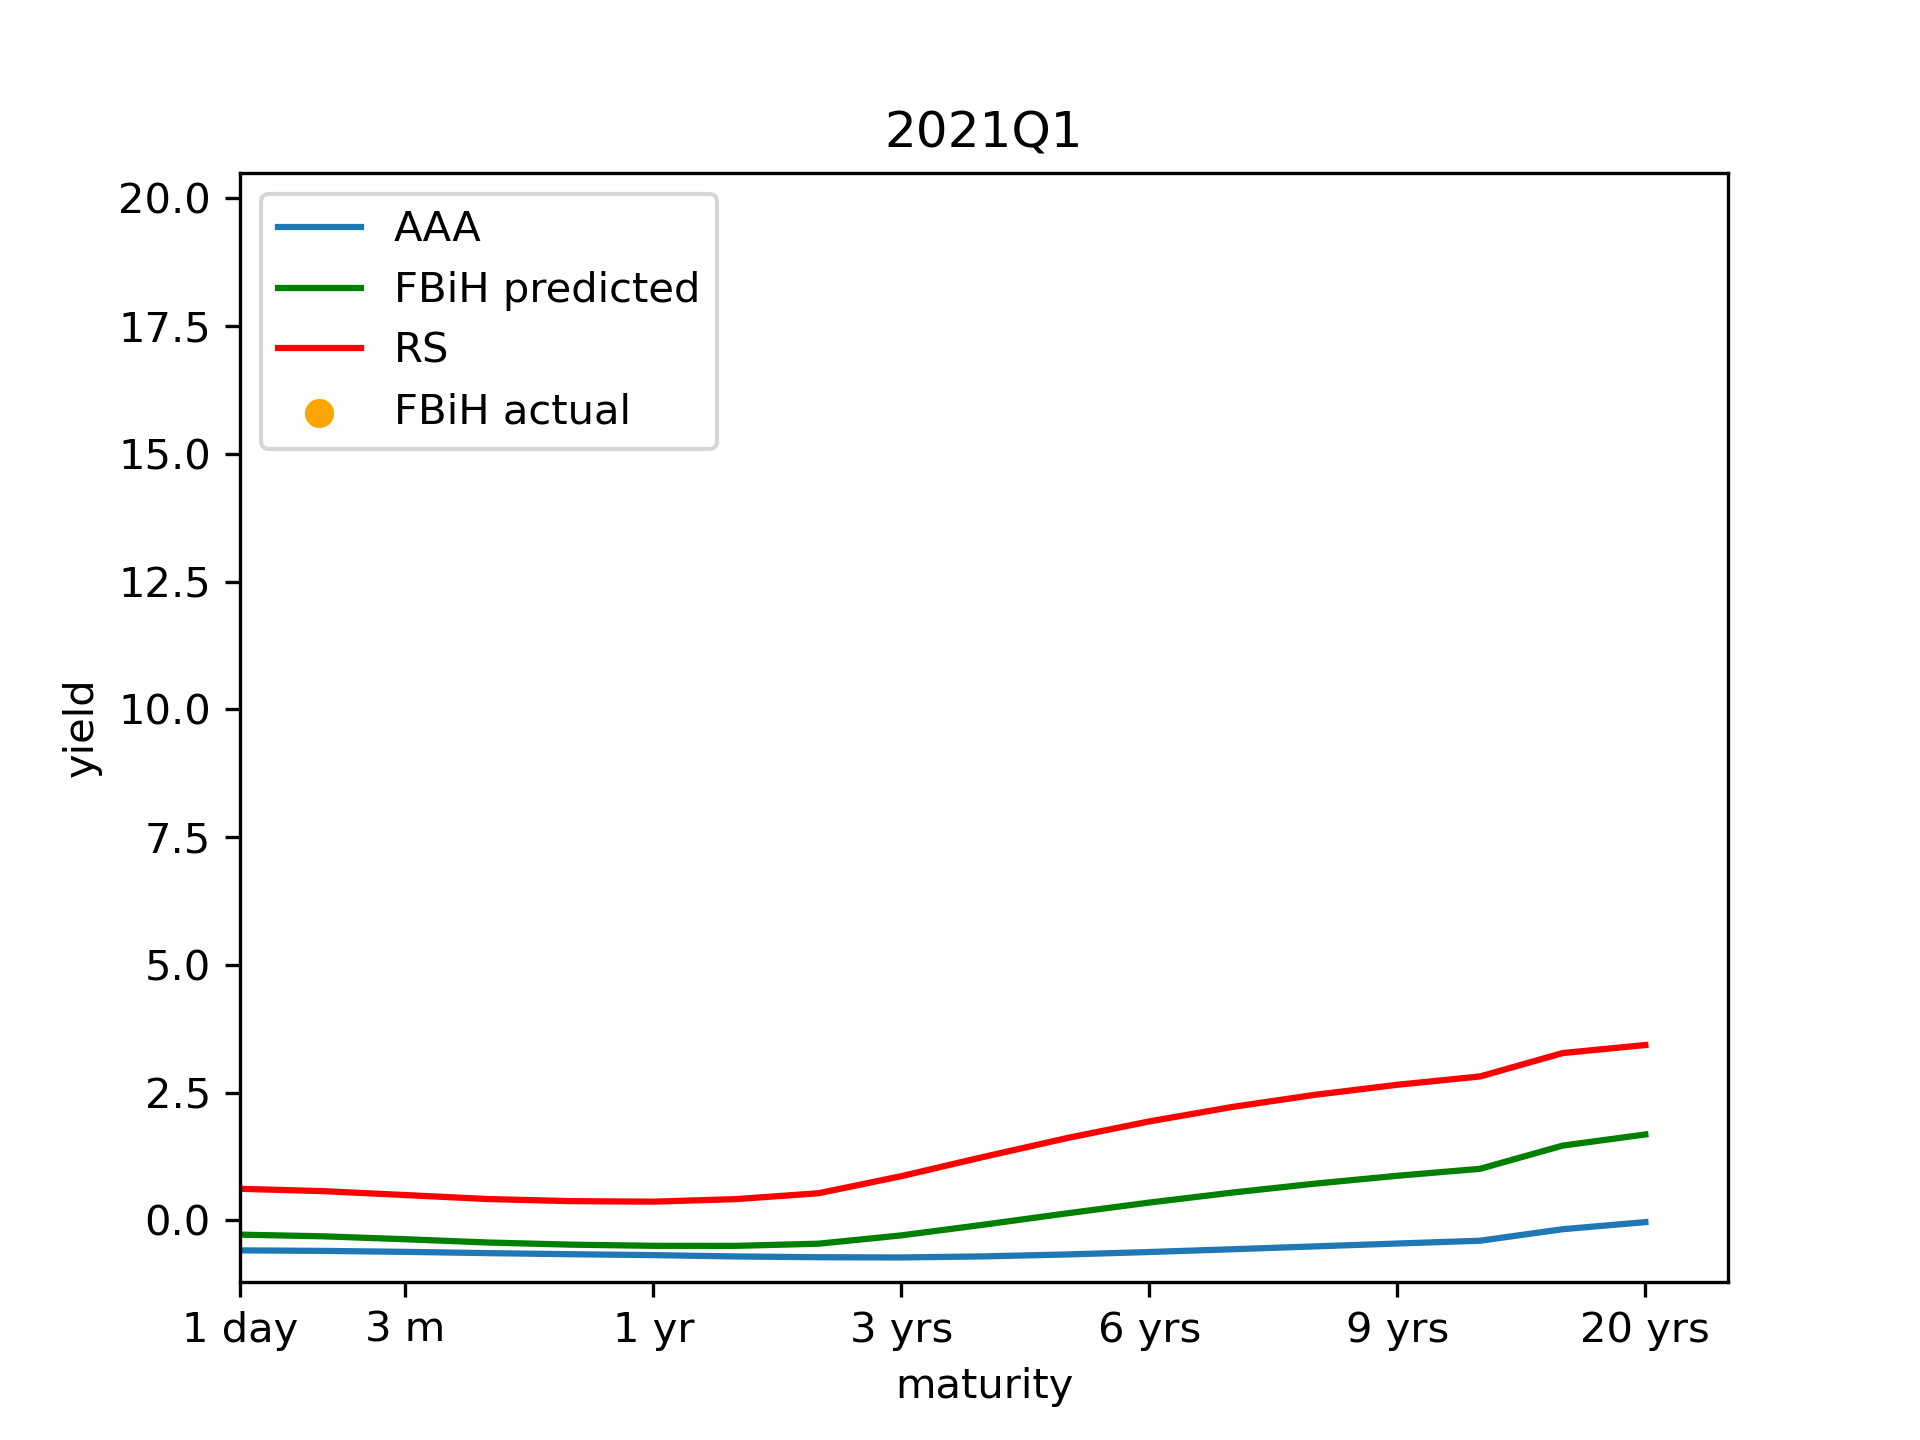 2021Q1
20.0
17.5
15.0
12.5
10.0
7.5
5.0
2.5
0.0
yield
AAA
FBiH predicted
RS
FBiH actual
1 day 3 m 1 yr 3 yrs 6 yrs 9 yrs 20 yrs
maturity